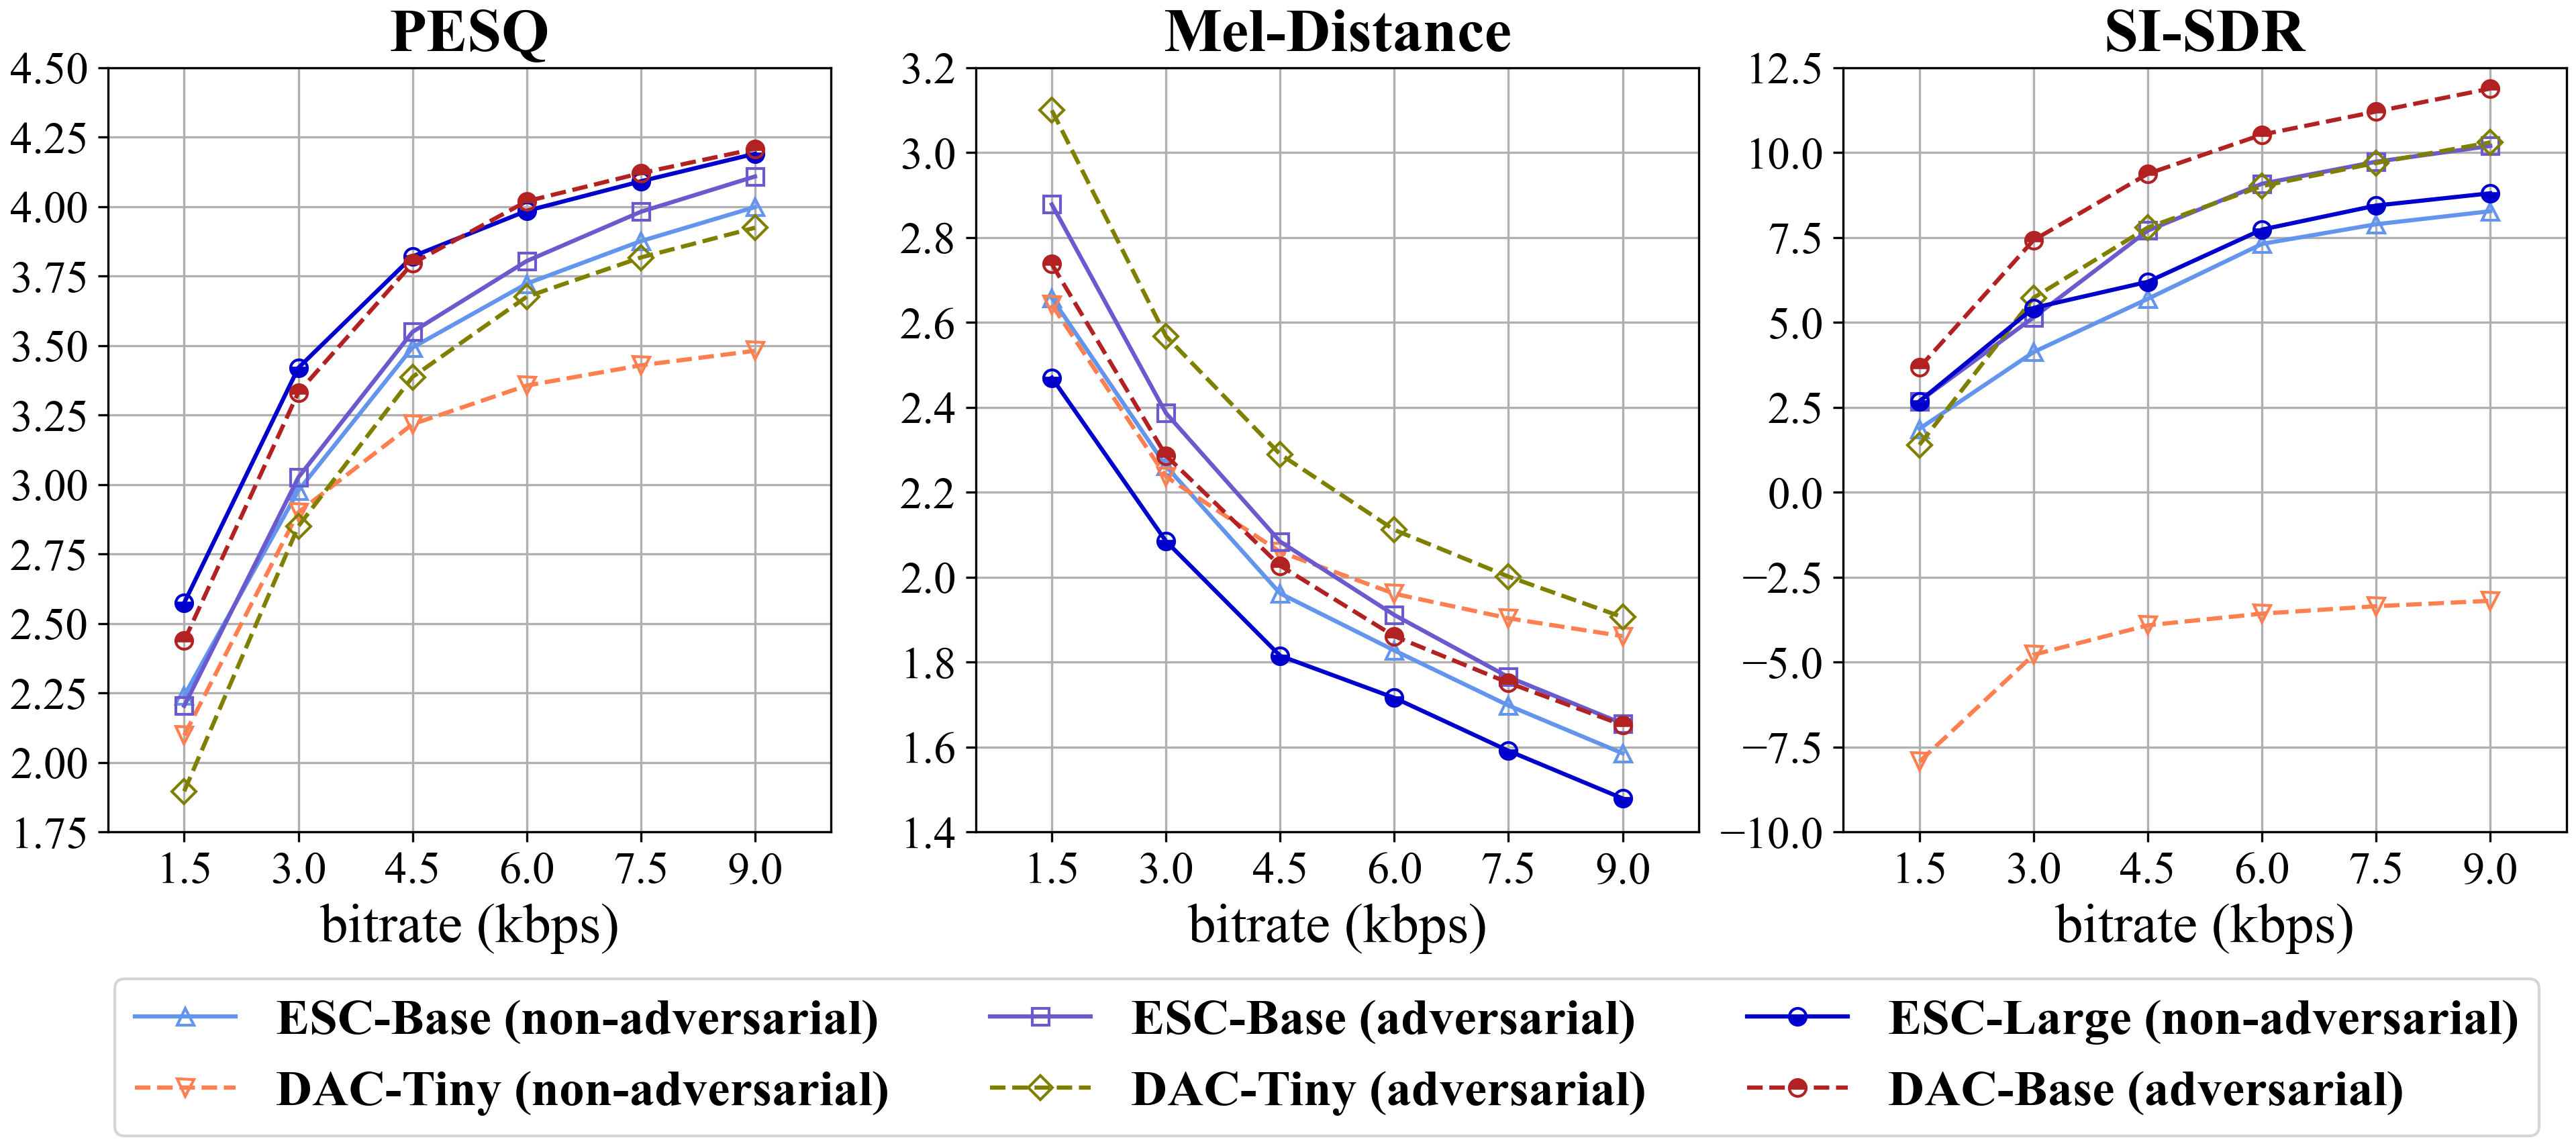 PESQ
4.50
4.25
4.00
3.75
3.50
3.25
3.00
2.75
2.50
2.25
2.00
1.75
1.5 3.0 4.5 6.0 7.5 9.0
bitrate (kbps)
Mel-Distance
3.2
3.0
2.8
2.6
2.4
2.2
2.0
1.8
1.6
1.4
1.5 3.0 4.5 6.0 7.5 9.0
bitrate (kbps)
SI-SDR
12.5
10.0
7.5
5.0
2.5
0.0
−2.5
−5.0
−7.5
−10.0
1.5 3.0 4.5 6.0 7.5 9.0
bitrate (kbps)
ESC-Base (non-adversarial) ESC-Base (adversarial) ESC-Large (non-adversarial)
DAC-Tiny (non-adversarial) DAC-Tiny (adversarial) DAC-Base (adversarial)